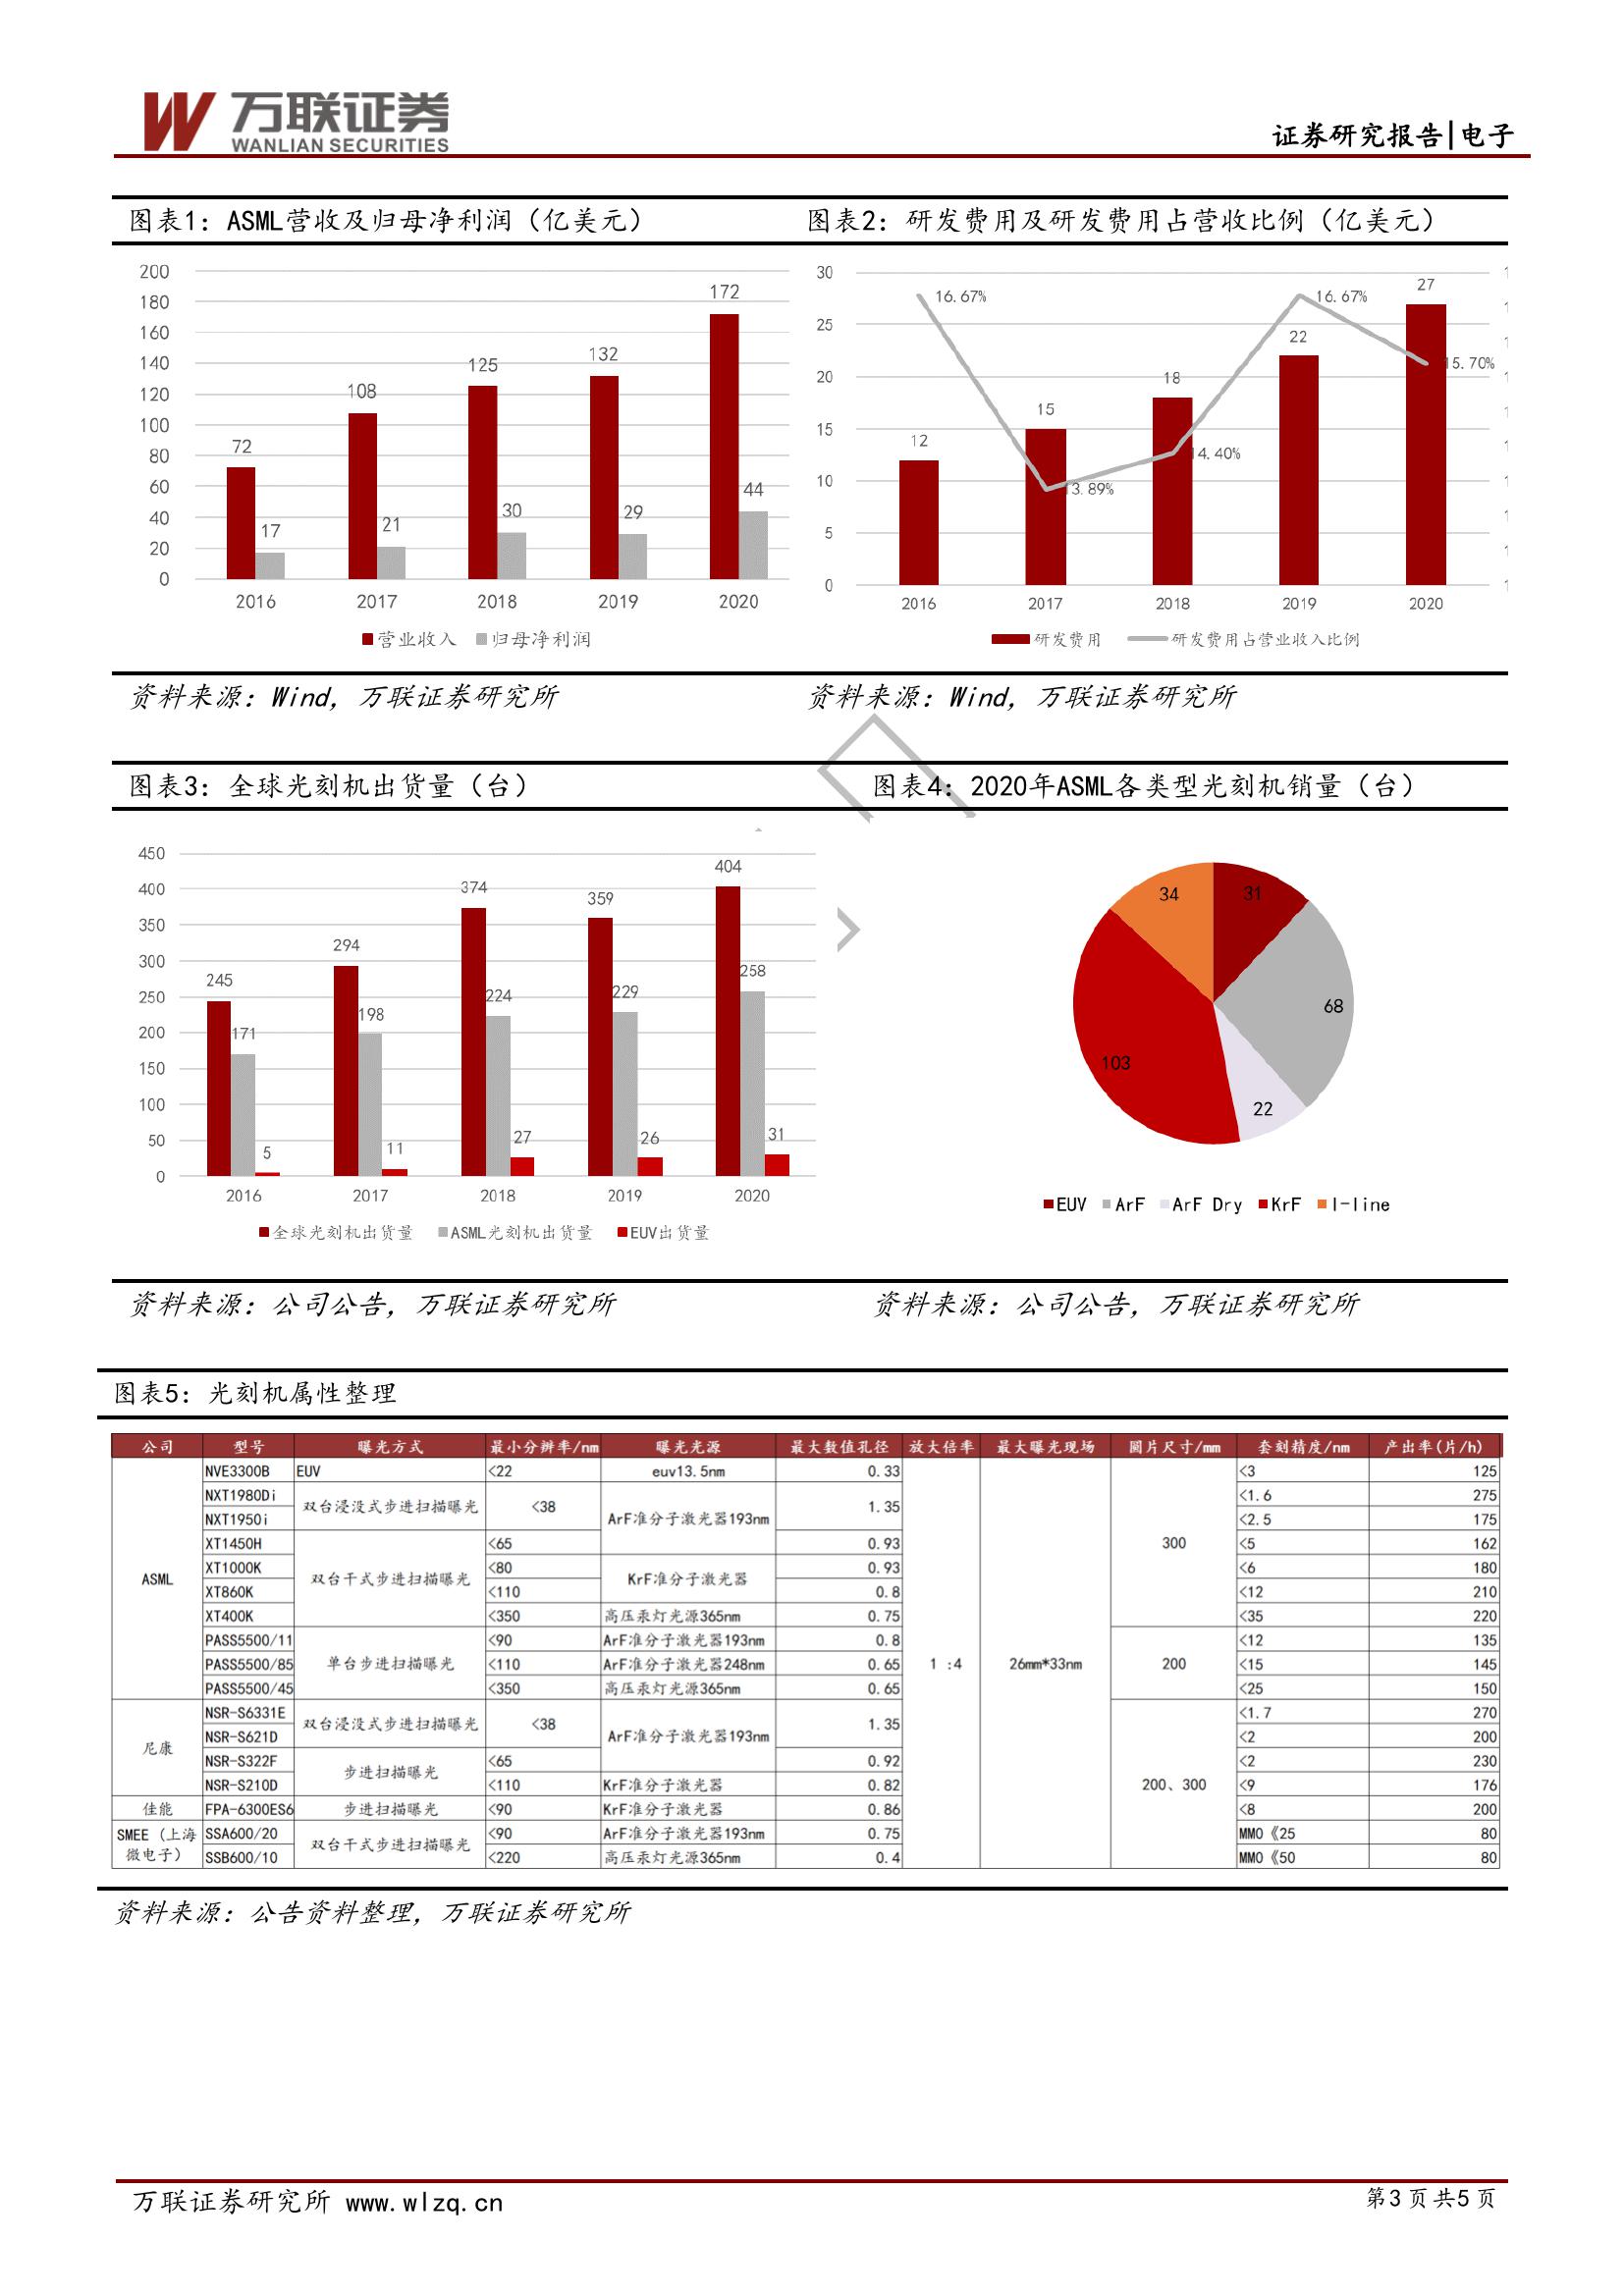 万联证券
WANLIAN SECURITIES
证券研究报告|电子
图表1：ASML营收及归母净利润（亿美元）
200
180
160
140
120
100
80
60
40
20
0
72
17
108
21
125
30
132
29
172
44
2016 2017 2018 2019 2020
营业收入 归母净利润
资料来源：Wind，万联证券研究所
图表2：研发费用及研发费用占营收比例（亿美元）
30
25
20
15
10
5
0
12
15
18
22
27
16.67%
13.89%
14.40%
16.67%
15.70%
2016 2017 2018 2019 2020
研发费用 研发费用占营业收入比例
资料来源：Wind，万联证券研究所
图表3：全球光刻机出货量（台）
450
400
350
300
250
200
150
100
50
0
245
171
5
294
198
11
374
224
27
359
229
26
404
258
31
2016 2017 2018 2019 2020
全球光刻机出货量 ASML光刻机出货量 EUV出货量
资料来源：公司公告，万联证券研究所
图表4：2020年ASML各类型光刻机销量（台）
34
31
68
103
22
EUV ArF ArF Dry KrF I-line
资料来源：公司公告，万联证券研究所
图表5：光刻机属性整理
公司 型号 曝光方式 最小分辨率/nm 曝光光源 最大数值孔径 放大倍率 最大曝光现场 圆片尺寸/mm 套刻精度/nm 产出率(片/h)
ASML NVE3300B EUV <22 euv13.5nm 0.33 1 :4 26mm*33nm 300 <3 125
NXT1980Di 双台浸没式步进扫描曝光 <38 ArF准分子激光器193nm 1.35 <1.6 275
NXT1950i <2.5 175
XT1450H 双台干式步进扫描曝光 <65 0.93 <5 162
XT1000K <80 KrF准分子激光器 0.93 <6 180
XT860K <110 0.8 <12 210
XT400K <350 高压汞灯光源365nm 0.75 <35 220
PASS5500/11 单台步进扫描曝光 <90 ArF准分子激光器193nm 0.8 200 <12 135
PASS5500/85 <110 ArF准分子激光器248nm 0.65 <15 145
PASS5500/45 <350 高压汞灯光源365nm 0.65 <25 150
尼康 NSR-S6331E 双台浸没式步进扫描曝光 <38 ArF准分子激光器193nm 1.35 200、300 <1.7 270
NSR-S621D <2 200
NSR-S322F 步进扫描曝光 <65 0.92 <2 230
NSR-S210D <110 KrF准分子激光器 0.82 <9 176
佳能 FPA-6300ES6 步进扫描曝光 <90 KrF准分子激光器 0.86 <8 200
SMEE（上海微电子） SSA600/20 双台干式步进扫描曝光 <90 ArF准分子激光器193nm 0.75 MMO《25 80
SSB600/10 <220 高压汞灯光源365nm 0.4 MMO《50 80
资料来源：公告资料整理，万联证券研究所
万联证券研究所 www.wlzq.cn
第3页共5页